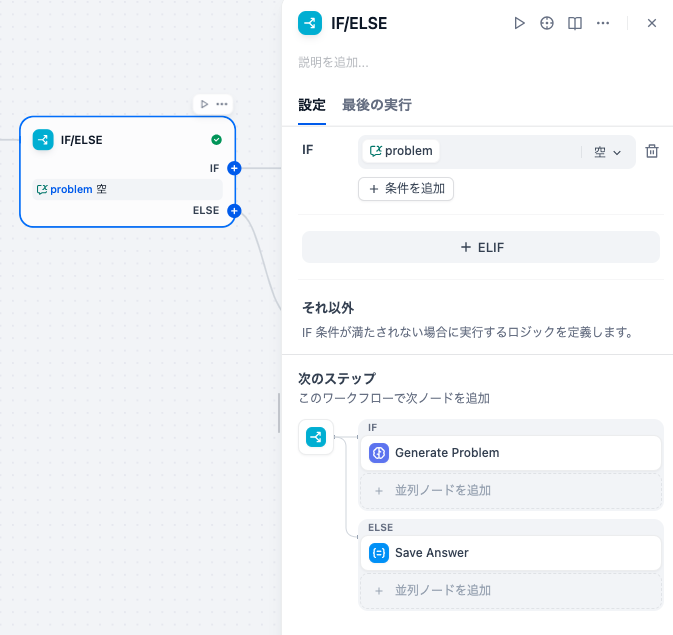 IF/ELSE
IF
problem 空
ELSE
IF/ELSE
説明を追加...
設定 最後の実行
IF problem 空
+ 条件を追加
+ ELIF
それ以外
IF 条件が満たされない場合に実行するロジックを定義します。
次のステップ
このワークフローで次ノードを追加
IF
Generate Problem
+ 並列ノードを追加
ELSE
Save Answer
+ 並列ノードを追加